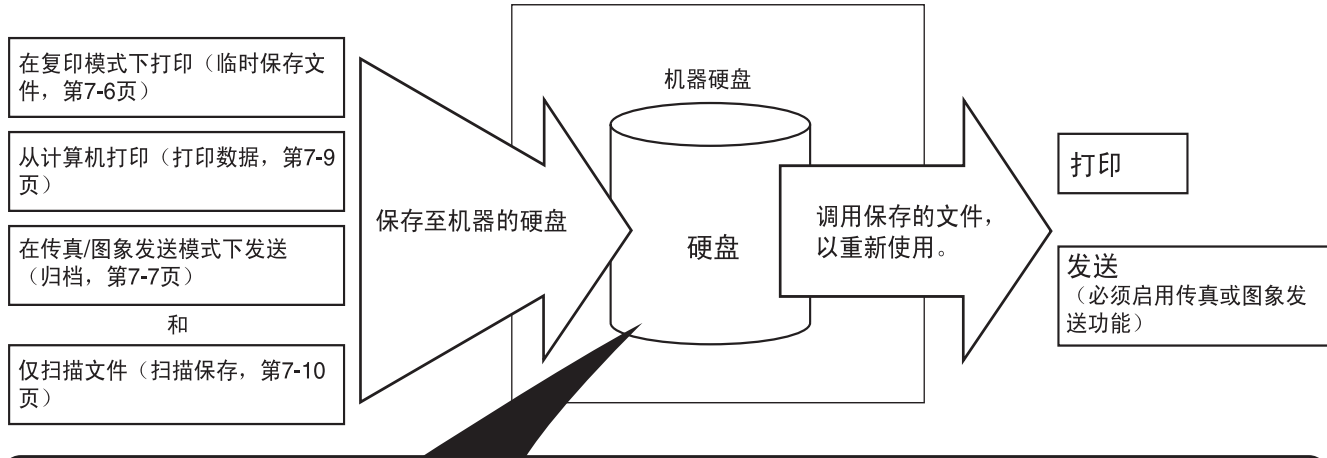 在复印模式下打印（临时保存文
件，第7-6页）
从计算机打印（打印数据，第7-9
页）
在传真/图象发送模式下发送
（归档，第7-7页）
和
仅扫描文件（扫描保存，第7-10
页）
保存至机器的硬盘
机器硬盘
硬盘
调用保存的文件，
以重新使用。
打印
发送
（必须启用传真或图象发
送功能）